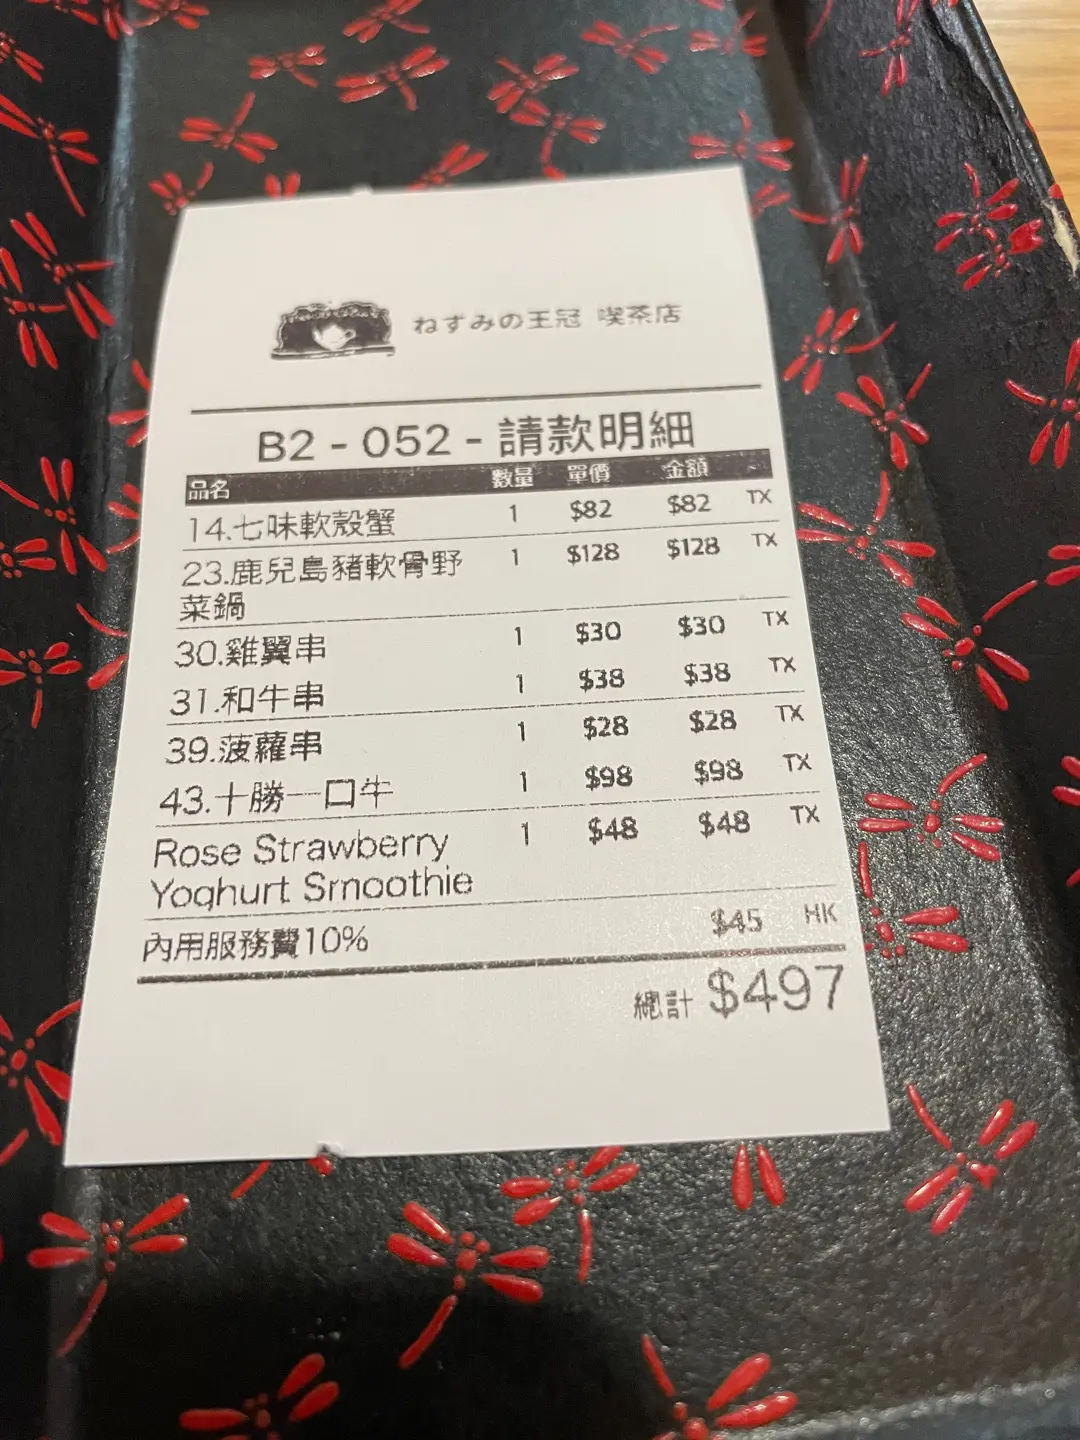 ねずみの王冠 喫茶店
B2 - 052 - 請款明細
品名 數量 單價 金額
14.七味軟殼蟹 1 $82 $82 TX
23.鹿兒島豬軟骨野 1 $128 $128 TX
菜鍋
30.雞翼串 1 $30 $30 TX
31.和牛串 1 $38 $38 TX
39.菠蘿串 1 $28 $28 TX
43.十勝一口牛 1 $98 $98 TX
Rose Strawberry 1 $48 $48 TX
Yoghurt Smoothie
內用服務費10% $45 HK
總計 $497